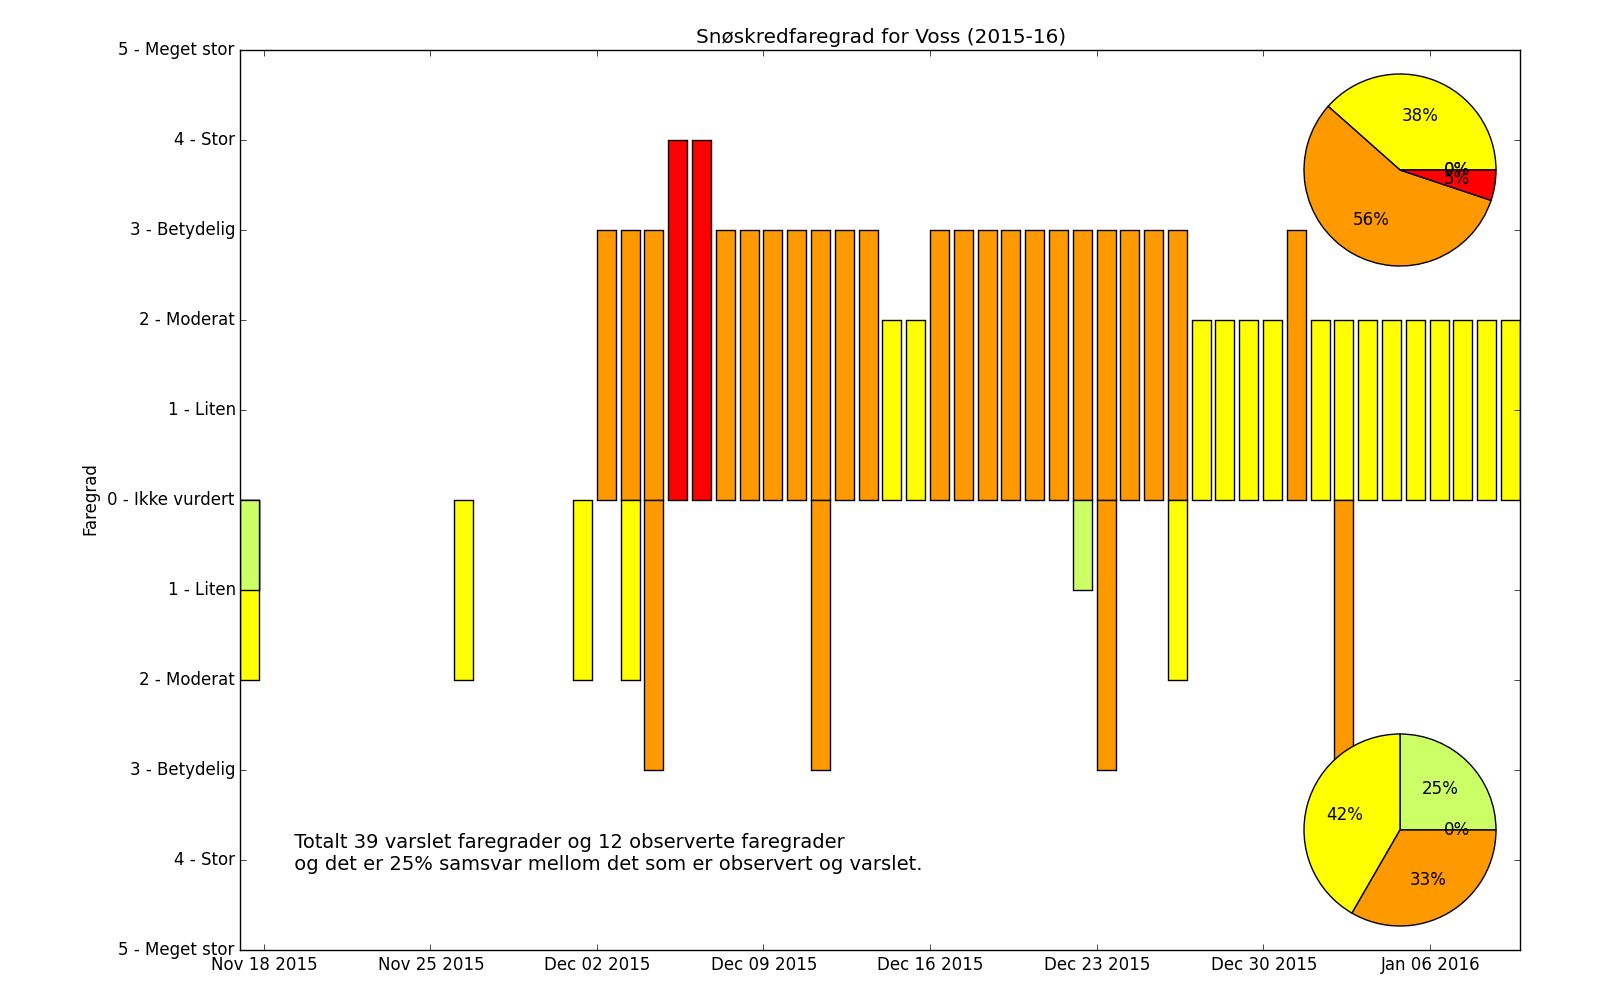 Snøskredfaregrad for Voss (2015-16)
5 - Meget stor
4 - Stor
3 - Betydelig
2 - Moderat
1 - Liten
0 - Ikke vurdert
1 - Liten
2 - Moderat
3 - Betydelig
4 - Stor
5 - Meget stor
Faregrad
38%
0%
0%
5%
56%
25%
42%
0%
33%
Totalt 39 varslet faregrader og 12 observerte faregrader
og det er 25% samsvar mellom det som er observert og varslet.
Nov 18 2015
Nov 25 2015
Dec 02 2015
Dec 09 2015
Dec 16 2015
Dec 23 2015
Dec 30 2015
Jan 06 2016